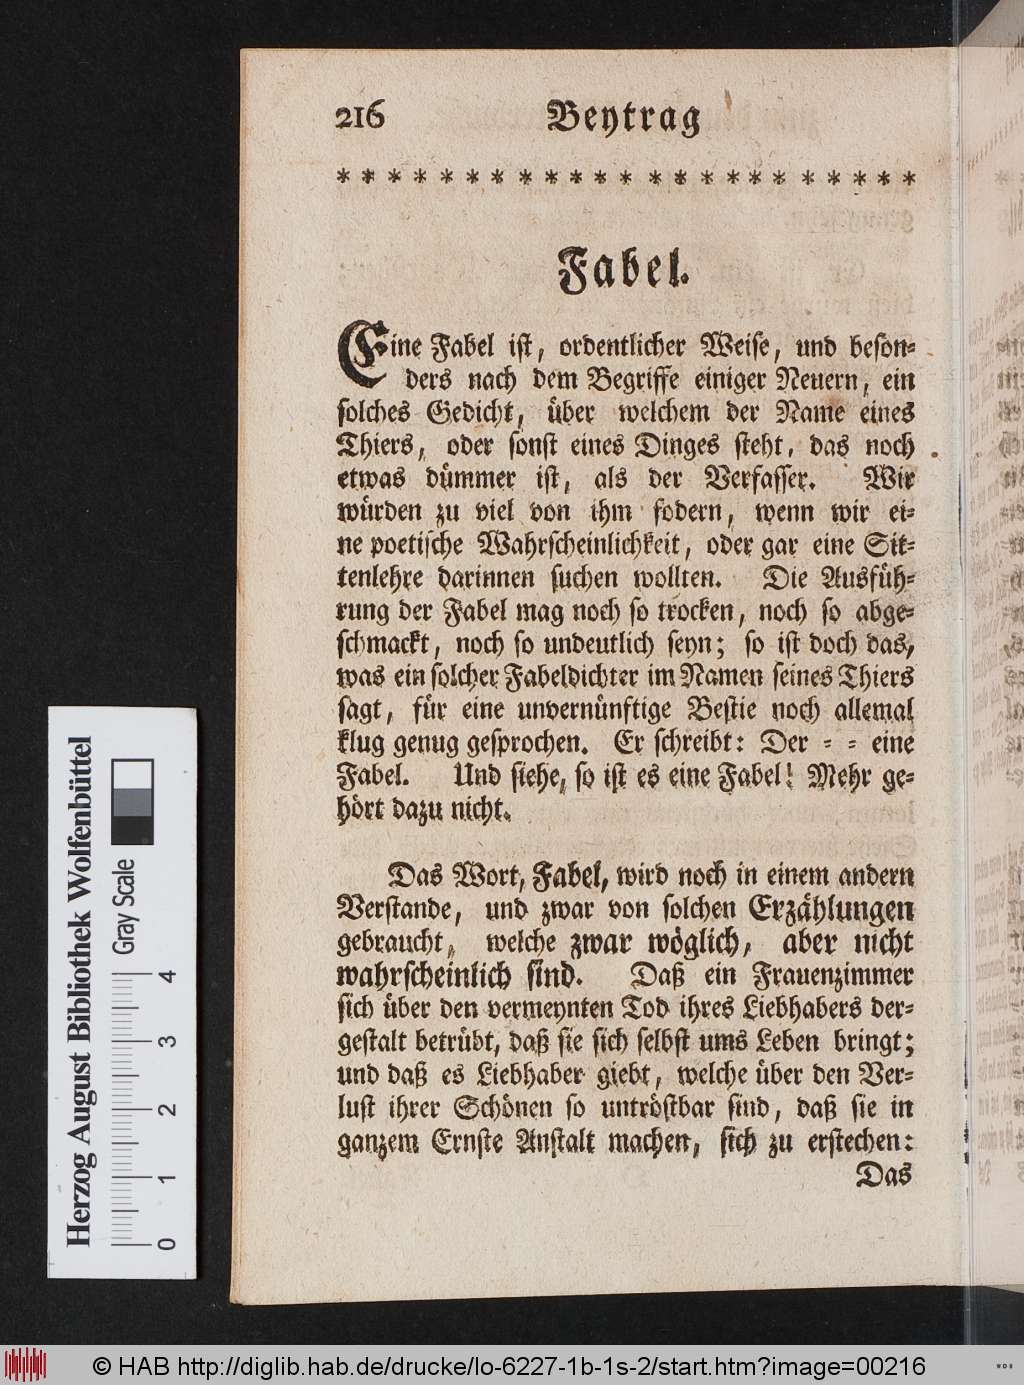 216 Beytrag
* * * * * * * * * * * * * * * * * * * * * * *
Fabel.
Eine Fabel ist, ordentlicher Weise, und beson-
ders nach dem Begriffe einiger Neuern, ein
solches Gedicht, über welchem der Name eines
Thiers, oder sonst eines Dinges steht, das noch
etwas dümmer ist, als der Verfasser. Wir
würden zu viel von ihm fodern, wenn wir ei-
ne poetische Wahrscheinlichkeit, oder gar eine Sit-
tenlehre darinnen suchen wollten. Die Ausfüh-
rung der Fabel mag noch so trocken, noch so abge-
schmackt, noch so undeutlich seyn; so ist doch das,
was ein solcher Fabeldichter im Namen seines Thiers
sagt, für eine unvernünftige Bestie noch allemal
klug genug gesprochen. Er schreibt: Der - - eine
Fabel. Und siehe, so ist es eine Fabel! Mehr ge-
hört dazu nicht.
Das Wort, Fabel, wird noch in einem andern
Verstande, und zwar von solchen Erzählungen
gebraucht, welche zwar möglich, aber nicht
wahrscheinlich sind. Daß ein Frauenzimmer
sich über den vermeynten Tod ihres Liebhabers der-
gestalt betrübt, daß sie sich selbst ums Leben bringt;
und daß es Liebhaber giebt, welche über den Ver-
lust ihrer Schönen so untröstbar sind, daß sie in
ganzem Ernste Anstalt machen, sich zu erstechen:
Das
Herzog August Bibliothek Wolfenbüttel
Gray Scale
0 1 2 3 4
© HAB http://diglib.hab.de/drucke/lo-6227-1b-1s-2/start.htm?image=00216